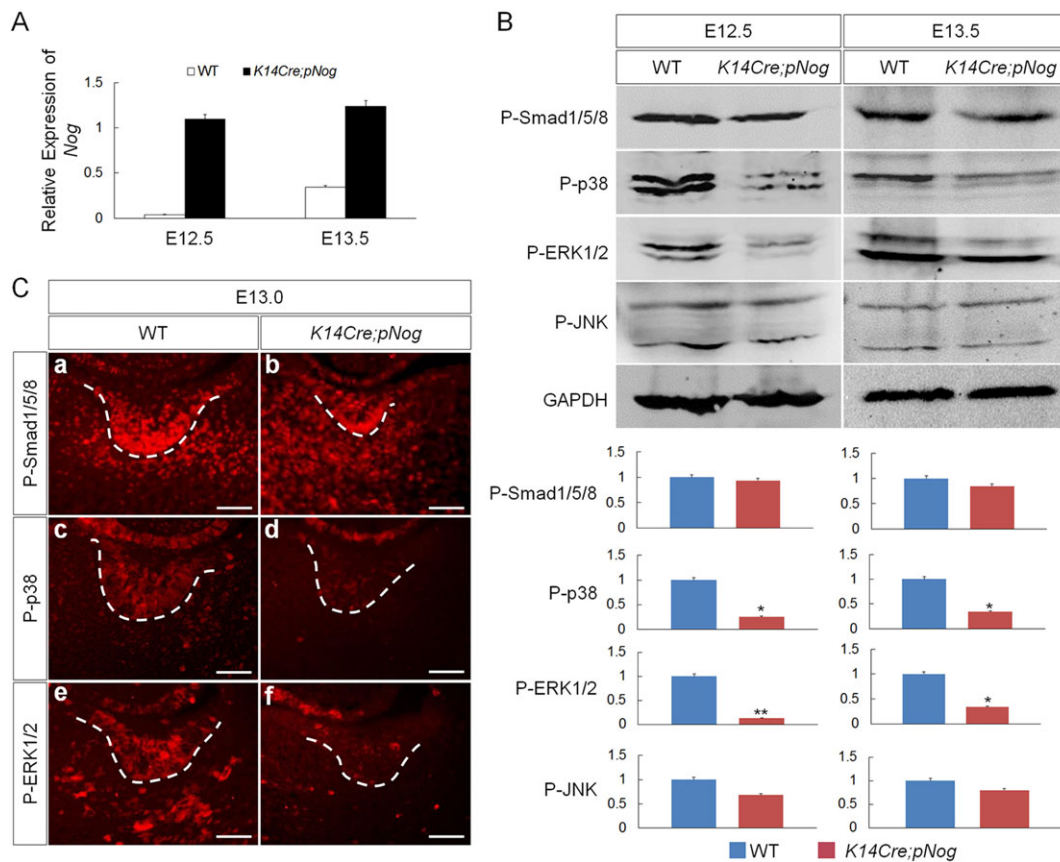 A
WT K14Cre;pNog
Relative Expression of
Nog
1.5
1
0.5
0
E12.5 E13.5
B
E12.5 E13.5
WT K14Cre;pNog WT K14Cre;pNog
P-Smad1/5/8
P-p38
P-ERK1/2
P-JNK
GAPDH
P-Smad1/5/8
1.5
1
0.5
0
1.5
1
0.5
0
P-p38
1.5
1
0.5
0
*
1.5
1
0.5
0
*
P-ERK1/2
1.5
1
0.5
0
**
1.5
1
0.5
0
*
P-JNK
1.5
1
0.5
0
1.5
1
0.5
0
WT K14Cre;pNog
C
E13.0
WT K14Cre;pNog
P-Smad1/5/8
a b
P-p38
c d
P-ERK1/2
e f